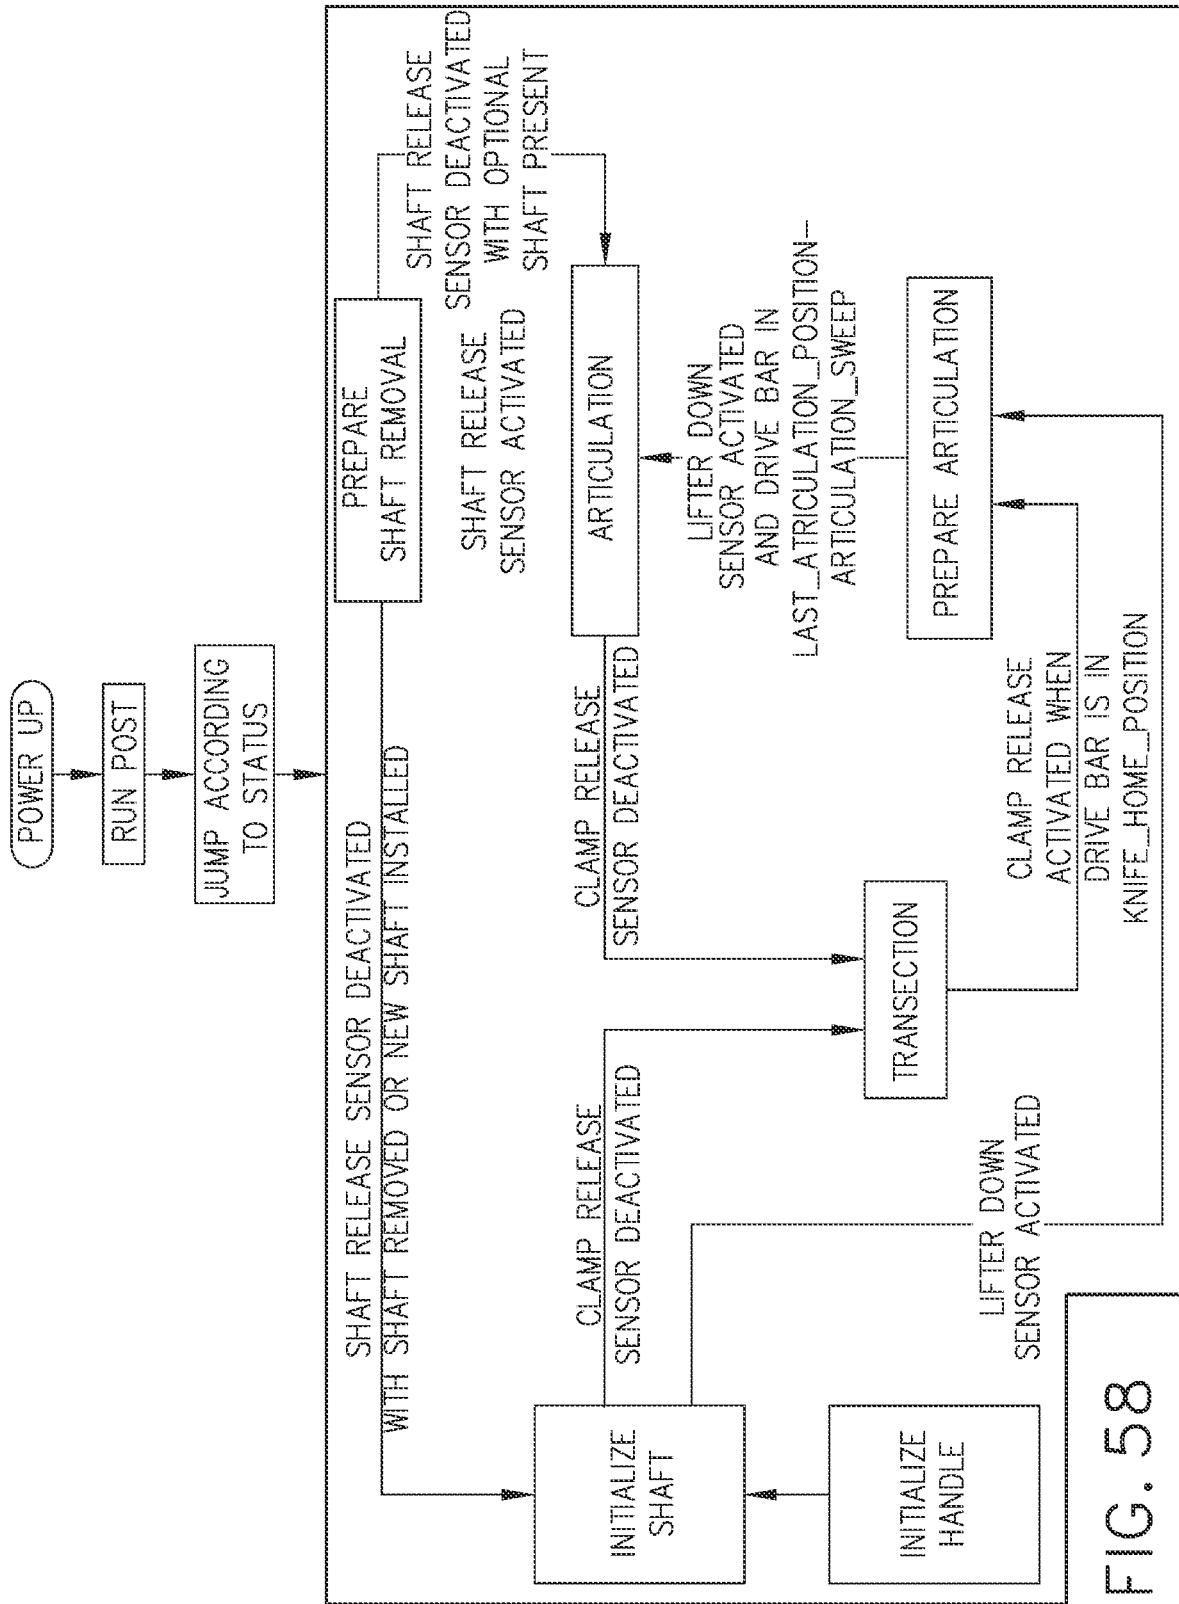 POWER UP
RUN POST
JUMP ACCORDING
TO STATUS
SHAFT RELEASE SENSOR DEACTIVATED
WITH SHAFT REMOVED OR NEW SHAFT INSTALLED
PREPARE
SHAFT REMOVAL
SHAFT RELEASE
SENSOR DEACTIVATED
WITH OPTIONAL
SHAFT PRESENT
SHAFT RELEASE
SENSOR ACTIVATED
INITIALIZE
SHAFT
CLAMP RELEASE
SENSOR DEACTIVATED
CLAMP RELEASE
SENSOR DEACTIVATED
ARTICULATION
LIFTER DOWN
SENSOR ACTIVATED
AND DRIVE BAR IN
LAST_ATRICULATION_POSITION-
ARTICULATION_SWEEP
INITIALIZE
HANDLE
TRANSECTION
PREPARE ARTICULATION
LIFTER DOWN
SENSOR ACTIVATED
CLAMP RELEASE
ACTIVATED WHEN
DRIVE BAR IS IN
KNIFE_HOME_POSITION
FIG. 58